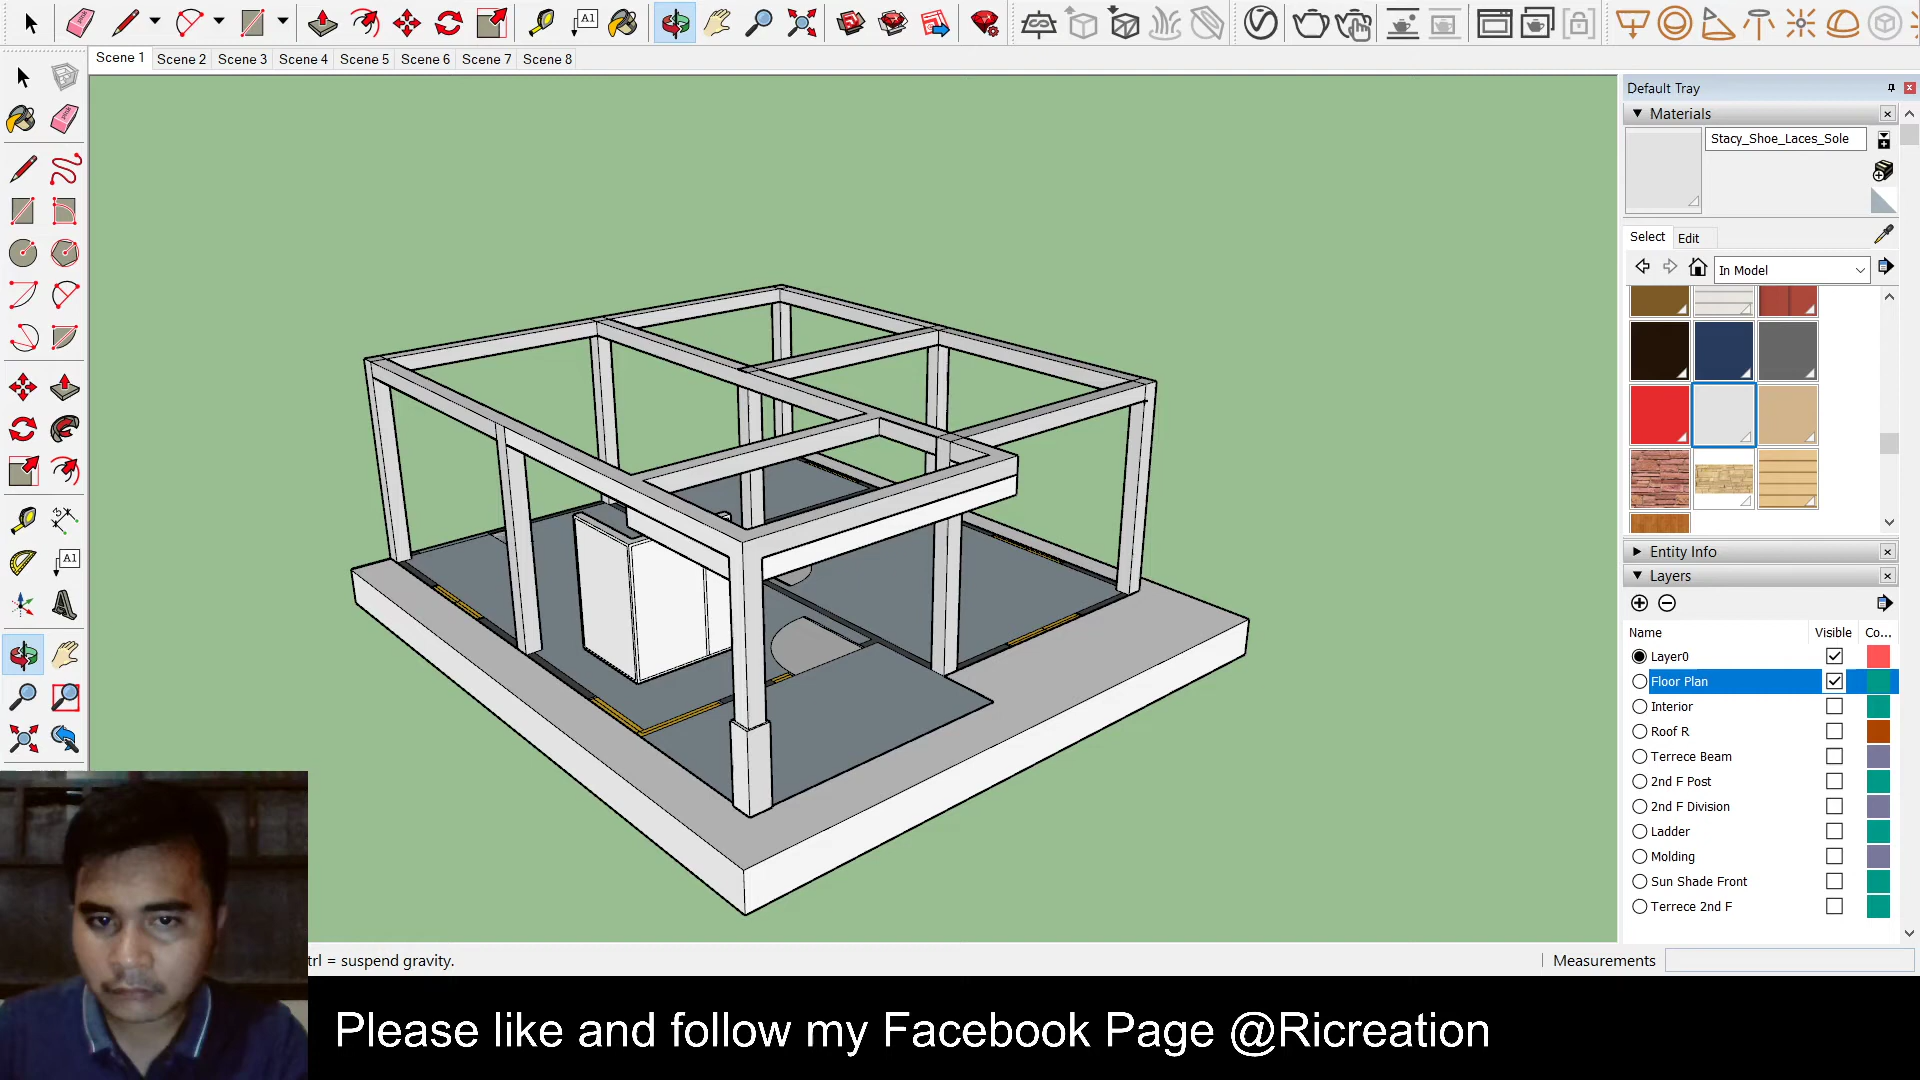 A1
Scene 1 Scene 2 Scene 3 Scene 4 Scene 5 Scene 6 Scene 7 Scene 8
Default Tray
Materials
Stacy_Shoe_Laces_Sole
Select Edit
In Model
A1
Entity Info
Layers
Name Visible Co...
Layer0
Floor Plan
Interior
Roof R
Terrece Beam
2nd F Post
2nd F Division
Ladder
Molding
Sun Shade Front
Terrece 2nd F
trl = suspend gravity.
Measurements
Please like and follow my Facebook Page @Ricreation